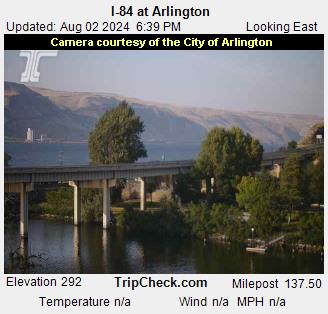 I-84 at Arlington
Updated: Aug 02 2024 6:39 PM Looking East
Camera courtesy of the City of Arlington
Elevation 292 TripCheck.com Milepost 137.50
Temperature n/a Wind n/a MPH n/a